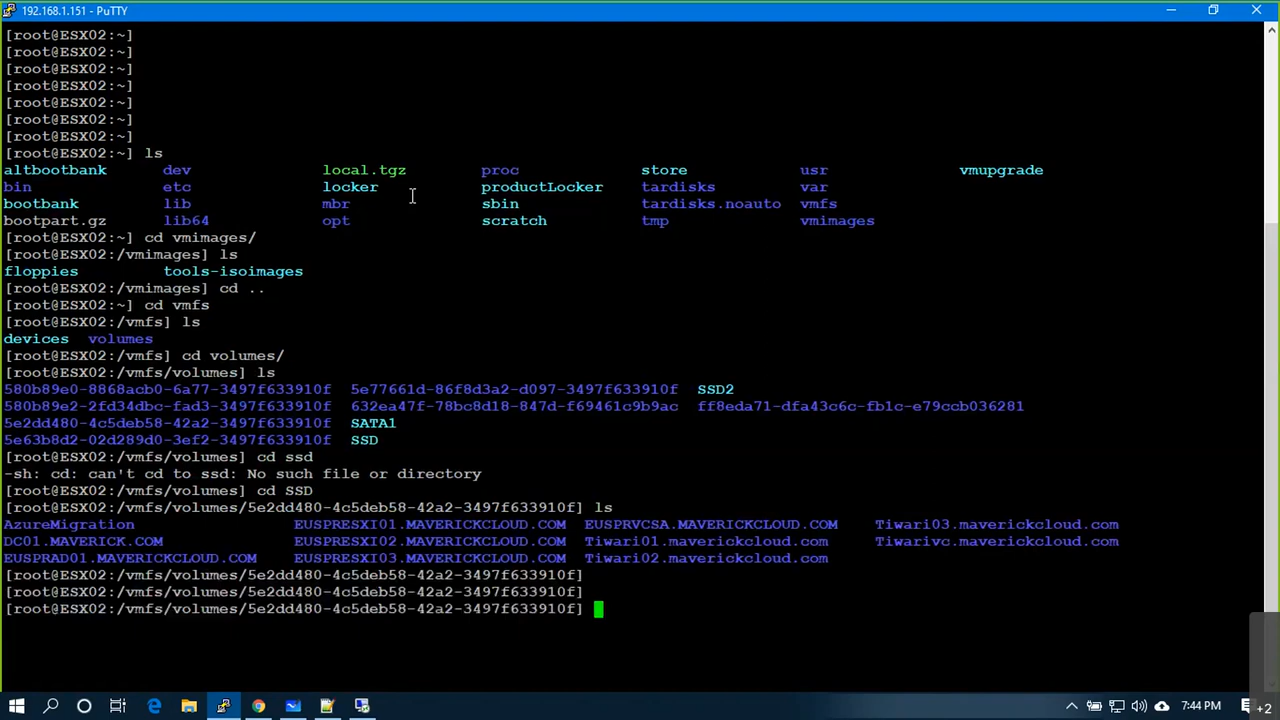 192.168.1.151 - PuTTY
[root@ESX02:~]
[root@ESX02:~]
[root@ESX02:~]
[root@ESX02:~]
[root@ESX02:~]
[root@ESX02:~]
[root@ESX02:~]
[root@ESX02:~] ls
altbootbank dev local.tgz proc store usr vmupgrade
bin etc locker productLocker tardisks var
bootbank lib mbr sbin tardisks.noauto vmfs
bootpart.gz lib64 opt scratch tmp vmimages
[root@ESX02:~] cd vmimages/
[root@ESX02:/vmimages] ls
floppies tools-isoimages
[root@ESX02:/vmimages] cd ..
[root@ESX02:~] cd vmfs
[root@ESX02:/vmfs] ls
devices volumes
[root@ESX02:/vmfs] cd volumes/
[root@ESX02:/vmfs/volumes] ls
580b89e0-8868acb0-6a77-3497f633910f 5e77661d-86f8d3a2-d097-3497f633910f SSD2
580b89e2-2fd34dbc-fad3-3497f633910f 632ea47f-78bc8d18-847d-f69461c9b9ac ff8eda71-dfa43c6c-fb1c-e79ccb036281
5e2dd480-4c5deb58-42a2-3497f633910f SATA1
5e63b8d2-02d289d0-3ef2-3497f633910f SSD
[root@ESX02:/vmfs/volumes] cd ssd
-sh: cd: can't cd to ssd: No such file or directory
[root@ESX02:/vmfs/volumes] cd SSD
[root@ESX02:/vmfs/volumes/5e2dd480-4c5deb58-42a2-3497f633910f] ls
AzureMigration EUSPRESXI01.MAVERICKCLOUD.COM EUSPRVCSA.MAVERICKCLOUD.COM Tiwari03.maverickcloud.com
DC01.MAVERICK.COM EUSPRESXI02.MAVERICKCLOUD.COM Tiwari01.maverickcloud.com Tiwarivc.maverickcloud.com
EUSPRAD01.MAVERICKCLOUD.COM EUSPRESXI03.MAVERICKCLOUD.COM Tiwari02.maverickcloud.com
[root@ESX02:/vmfs/volumes/5e2dd480-4c5deb58-42a2-3497f633910f]
[root@ESX02:/vmfs/volumes/5e2dd480-4c5deb58-42a2-3497f633910f]
[root@ESX02:/vmfs/volumes/5e2dd480-4c5deb58-42a2-3497f633910f]
7:44 PM +2